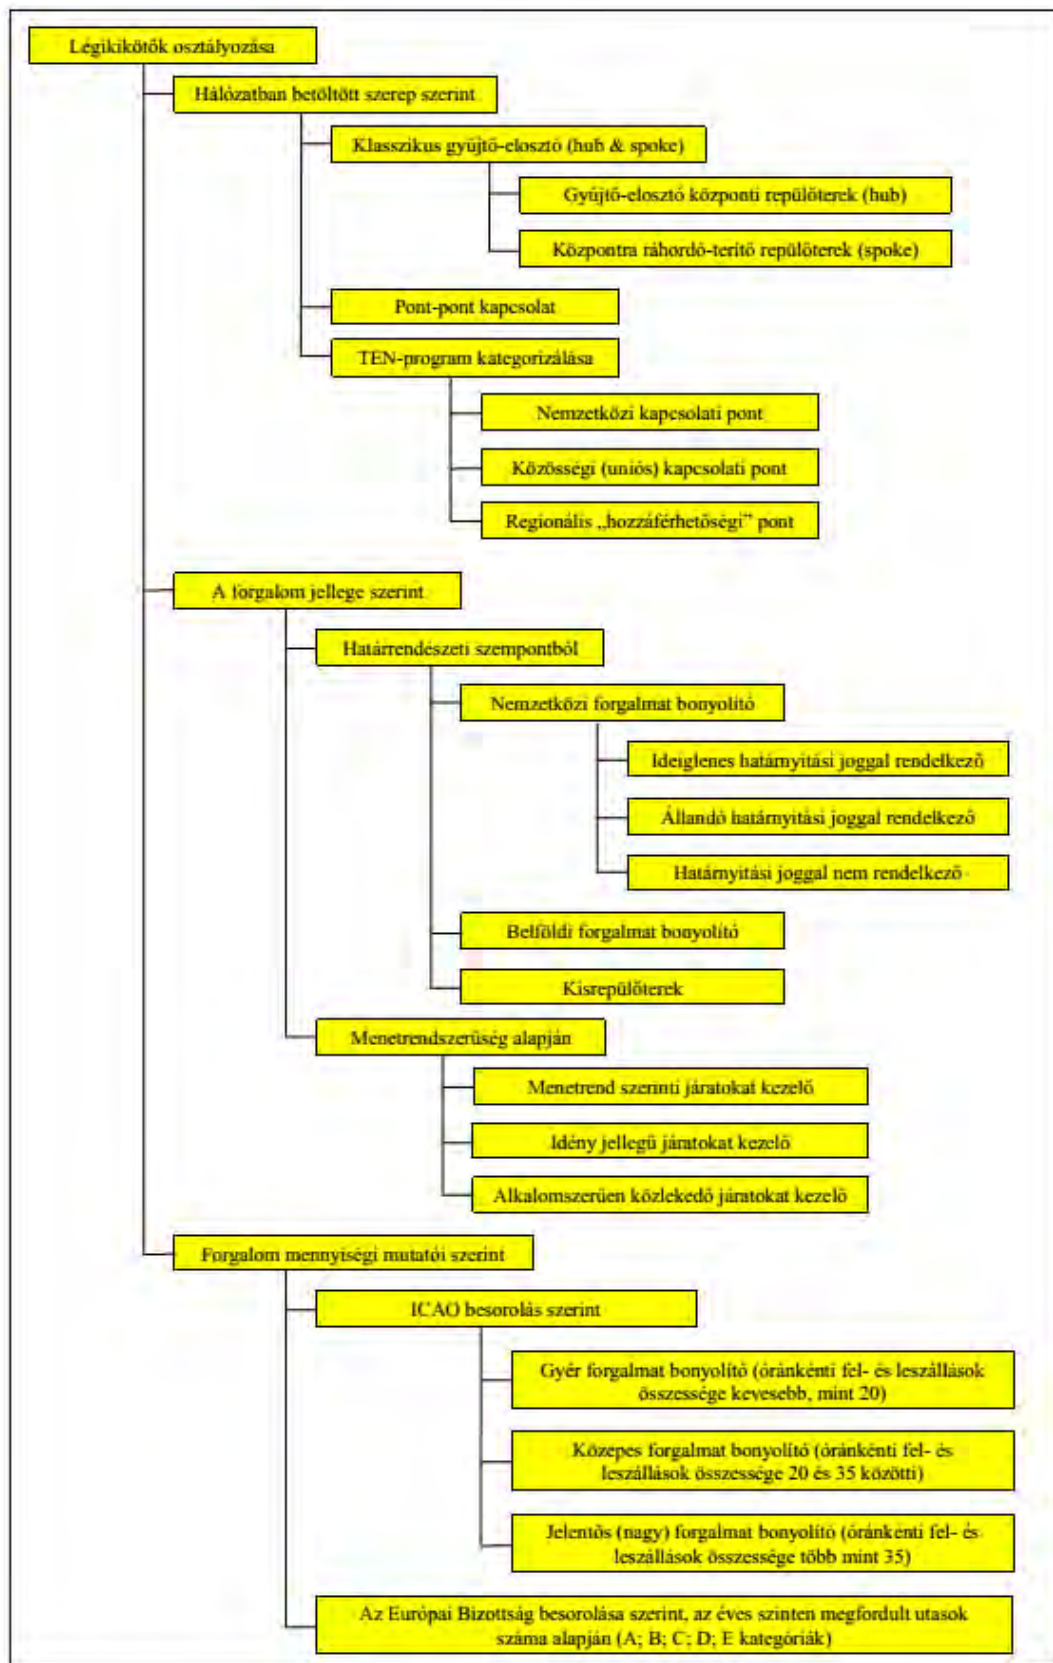 Légikikötők osztályozása
Hálózatban betöltött szerep szerint
Klasszikus gyűjtő-elosztó (hub & spoke)
Gyűjtő-elosztó központi repülőterek (hub)
Központra ráhordó-terítő repülőterek (spoke)
Pont-pont kapcsolat
TEN-program kategorizálása
Nemzetközi kapcsolati pont
Közösségi (uniós) kapcsolati pont
Regionális „hozzáférhetőségi” pont
A forgalom jellege szerint
Határrendészeti szempontból
Nemzetközi forgalmat bonyolító
Ideiglenes határnyitási joggal rendelkező
Állandó határnyitási joggal rendelkező
Határnyitási joggal nem rendelkező
Belföldi forgalmat bonyolító
Kisrepülőterek
Menetrendszerűség alapján
Menetrend szerinti járatokat kezelő
Idény jellegű járatokat kezelő
Alkalomszerűen közlekedő járatokat kezelő
Forgalom mennyiségi mutatói szerint
ICAO besorolás szerint
Gyér forgalmat bonyolító (óránkénti fel- és leszállások
összessége kevesebb, mint 20)
Közepes forgalmat bonyolító (óránkénti fel- és
leszállások összessége 20 és 35 közötti)
Jelentős (nagy) forgalmat bonyolító (óránkénti fel- és
leszállások összessége több mint 35)
Az Európai Bizottság besorolása szerint, az éves szinten megfordult utasok
száma alapján (A; B; C; D; E kategóriák)